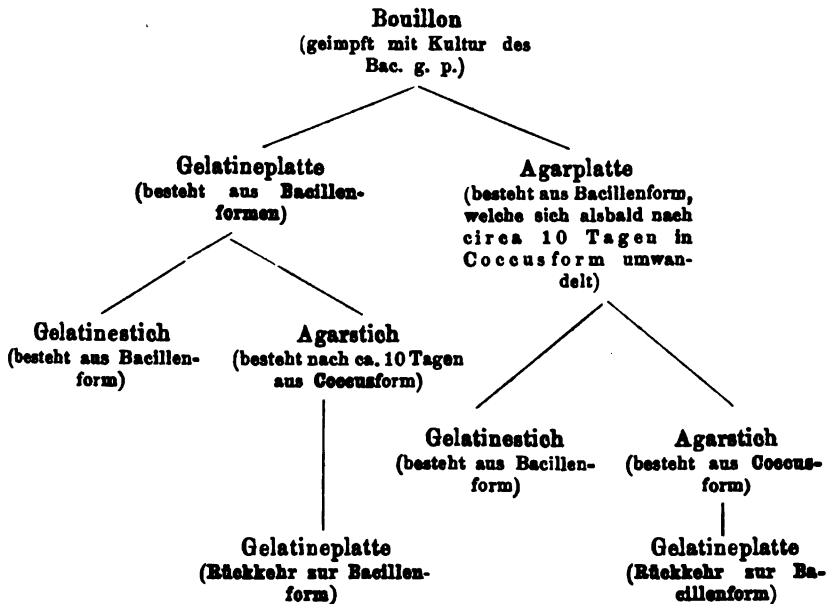 Bouillon
(geimpft mit Kultur des
Bac. g. p.)
Gelatineplatte
(besteht aus Bacillen-
formen)
Agarplatte
(besteht aus Bacillenform,
welche sich alsbald nach
circa 10 Tagen in
Coccusform umwan-
delt)
Gelatinestich
(besteht aus Bacillen-
form)
Agarstich
(besteht nach ca. 10 Tagen
aus Coccusform)
Gelatinestich
(besteht aus Bacillen-
form)
Agarstich
(besteht aus Coccus-
form)
Gelatineplatte
(Rückkehr zur Bacillen-
form)
Gelatineplatte
(Rückkehr zur Ba-
cillenform)